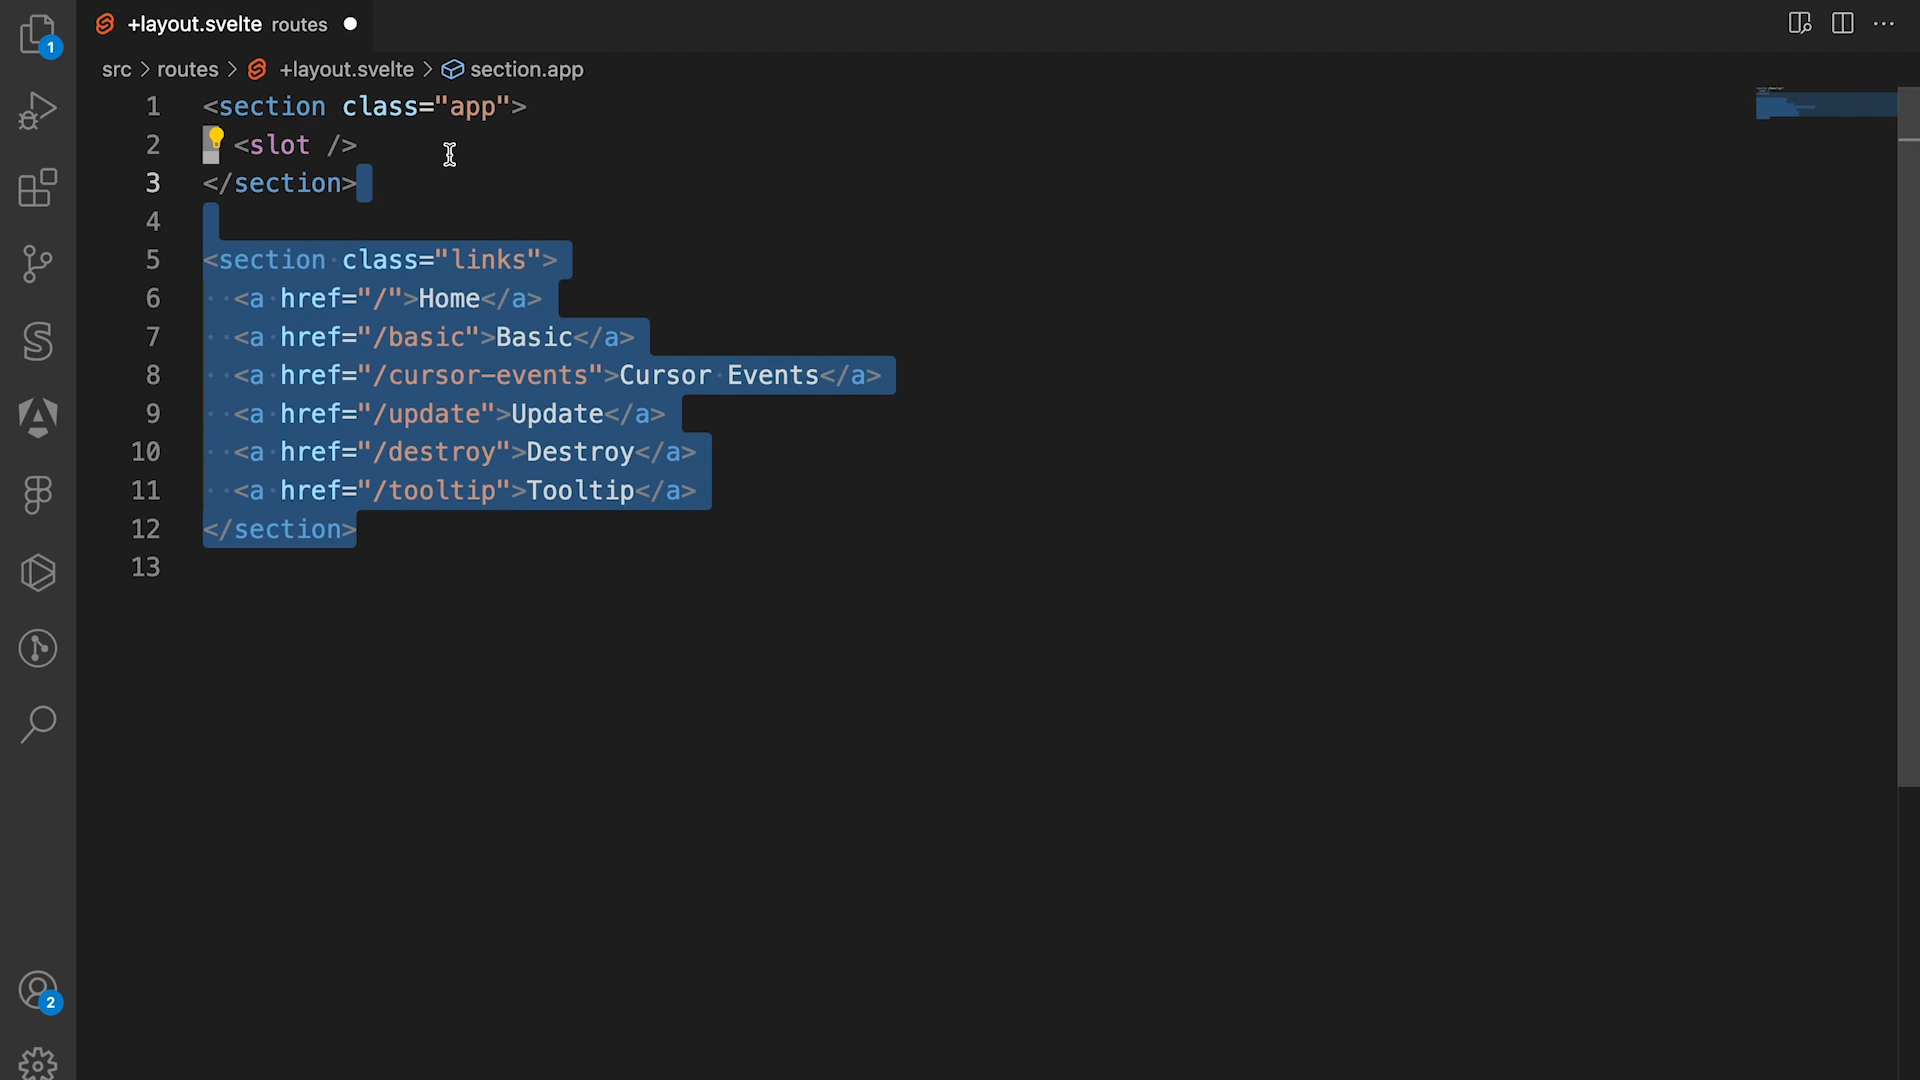 +layout.svelte routes
src > routes > +layout.svelte > section.app
1 <section class="app">
2   <slot />
3 </section>
4
5 <section class="links">
6   <a href="/">Home</a>
7   <a href="/basic">Basic</a>
8   <a href="/cursor-events">Cursor Events</a>
9   <a href="/update">Update</a>
10   <a href="/destroy">Destroy</a>
11   <a href="/tooltip">Tooltip</a>
12 </section>
13
1
2